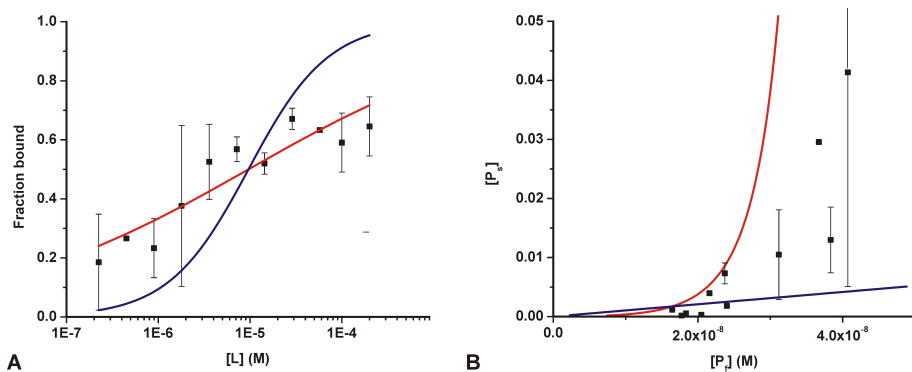 1.0
0.8
0.6
0.4
0.2
0.0
Fraction bound
1E-7 1E-6 1E-5 1E-4
[L] (M)
A
0.05
0.04
0.03
0.02
0.01
0.00
[Pₛ]
0.0 2.0x10⁻⁸ 4.0x10⁻⁸
[P_f] (M)
B